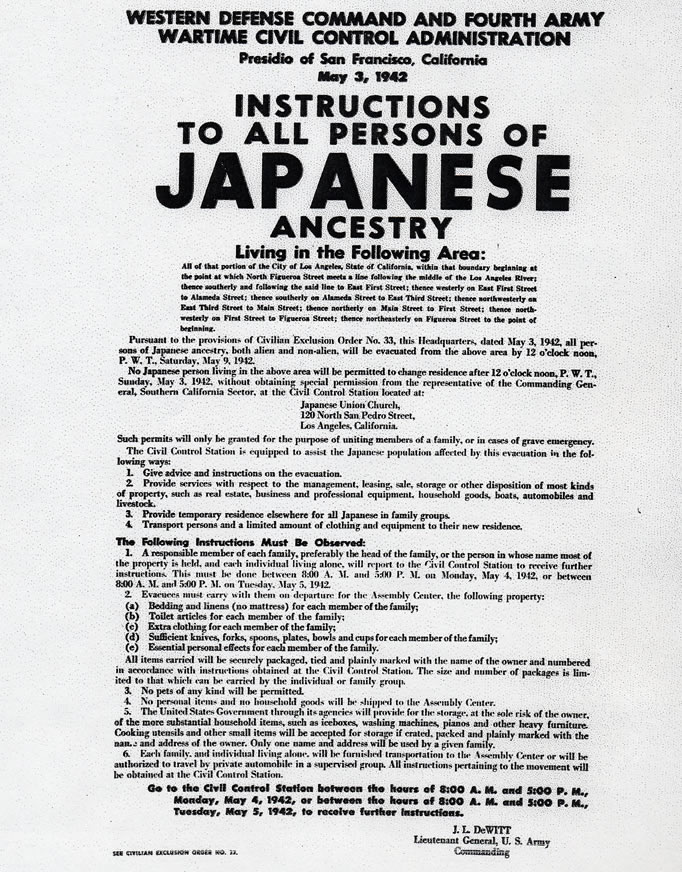 WESTERN DEFENSE COMMAND AND FOURTH ARMY
WARTIME CIVIL CONTROL ADMINISTRATION
Presidio of San Francisco, California
May 3, 1942
INSTRUCTIONS
TO ALL PERSONS OF
JAPANESE
ANCESTRY
Living in the Following Area:
All of that portion of the City of Los Angeles, State of California, within that boundary beginning at
the point at which North Figueroa Street meets a line following the middle of the Los Angeles River;
thence southerly and following the said line to East First Street; thence westerly on East First Street
to Alameda Street; thence southerly on Alameda Street to East Third Street; thence northwesterly on
East Third Street to Main Street; thence northerly on Main Street to First Street; thence north-
westerly on First Street to Figueroa Street; thence northeasterly on Figueroa Street to the point of
beginning.
Pursuant to the provisions of Civilian Exclusion Order No. 33, this Headquarters, dated May 3, 1942, all per-
sons of Japanese ancestry, both alien and non-alien, will be evacuated from the above area by 12 o'clock noon,
P. W. T., Saturday, May 9, 1942.
No Japanese person living in the above area will be permitted to change residence after 12 o'clock noon, P. W. T.,
Sunday, May 3, 1942, without obtaining special permission from the representative of the Commanding Gen-
eral, Southern California Sector, at the Civil Control Station located at:
Japanese Union Church,
120 North San Pedro Street,
Los Angeles, California.
Such permits will only be granted for the purpose of uniting members of a family, or in cases of grave emergency.
The Civil Control Station is equipped to assist the Japanese population affected by this evacuation in the fol-
lowing ways:
1. Give advice and instructions on the evacuation.
2. Provide services with respect to the management, leasing, sale, storage or other disposition of most kinds
of property, such as real estate, business and professional equipment, household goods, boats, automobiles and
livestock.
3. Provide temporary residence elsewhere for all Japanese in family groups.
4. Transport persons and a limited amount of clothing and equipment to their new residence.
The Following Instructions Must Be Observed:
1. A responsible member of each family, preferably the head of the family, or the person in whose name most of
the property is held, and each individual living alone, will report to the Civil Control Station to receive further
instructions. This must be done between 8:00 A. M. and 5:00 P. M. on Monday, May 4, 1942, or between
8:00 A. M. and 5:00 P. M. on Tuesday, May 5, 1942.
2. Evacuees must carry with them on departure for the Assembly Center, the following property:
(a) Bedding and linens (no mattress) for each member of the family;
(b) Toilet articles for each member of the family;
(c) Extra clothing for each member of the family;
(d) Sufficient knives, forks, spoons, plates, bowls and cups for each member of the family;
(e) Essential personal effects for each member of the family.
All items carried will be securely packaged, tied and plainly marked with the name of the owner and numbered
in accordance with instructions obtained at the Civil Control Station. The size and number of packages is lim-
ited to that which can be carried by the individual or family group.
3. No pets of any kind will be permitted.
4. No personal items and no household goods will be shipped to the Assembly Center.
5. The United States Government through its agencies will provide for the storage, at the sole risk of the owner,
of the more substantial household items, such as iceboxes, washing machines, pianos and other heavy furniture.
Cooking utensils and other small items will be accepted for storage if crated, packed and plainly marked with the
name and address of the owner. Only one name and address will be used by a given family.
6. Each family, and individual living alone, will be furnished transportation to the Assembly Center or will be
authorized to travel by private automobile in a supervised group. All instructions pertaining to the movement will
be obtained at the Civil Control Station.
Go to the Civil Control Station between the hours of 8:00 A. M. and 5:00 P. M.,
Monday, May 4, 1942, or between the hours of 8:00 A. M. and 5:00 P. M.,
Tuesday, May 5, 1942, to receive further instructions.
J. L. DeWITT
Lieutenant General, U. S. Army
Commanding
SEE CIVILIAN EXCLUSION ORDER NO. 33.